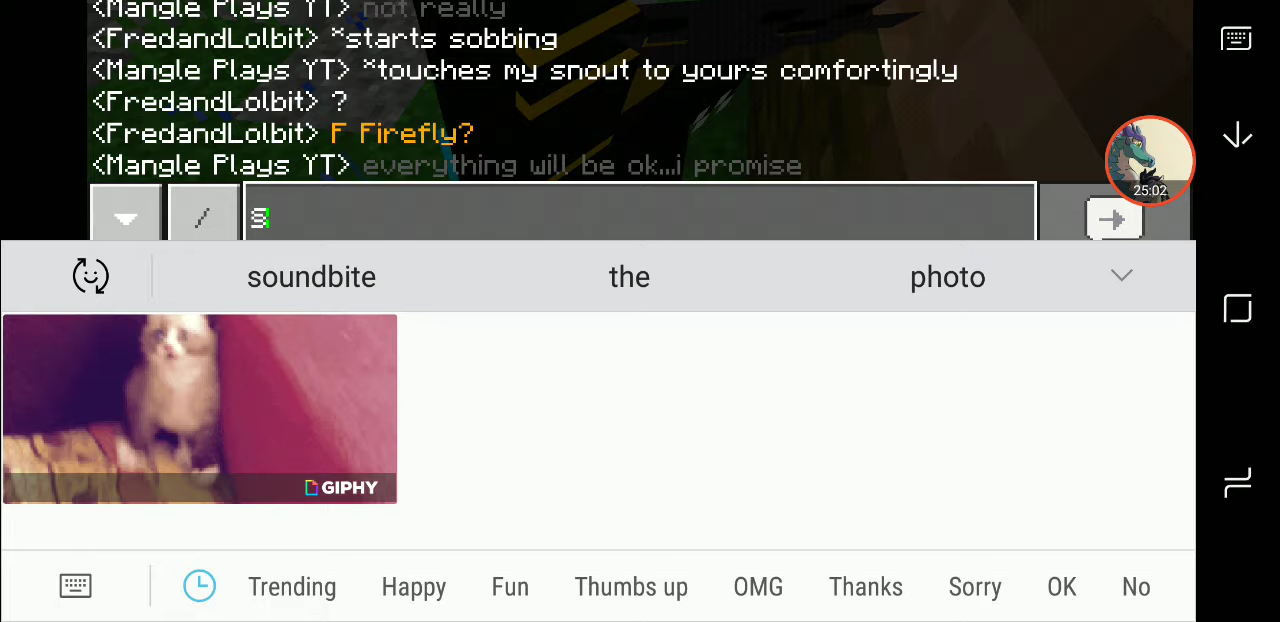 <Mangle Plays YT> not really
<FredandLolbit> *starts sobbing
<Mangle Plays YT> *touches my snout to yours comfortingly
<FredandLolbit> ?
<FredandLolbit> F Firefly?
<Mangle Plays YT> everything will be ok...i promise
25:02
/ s
soundbite the photo
GIPHY
Trending Happy Fun Thumbs up OMG Thanks Sorry OK No